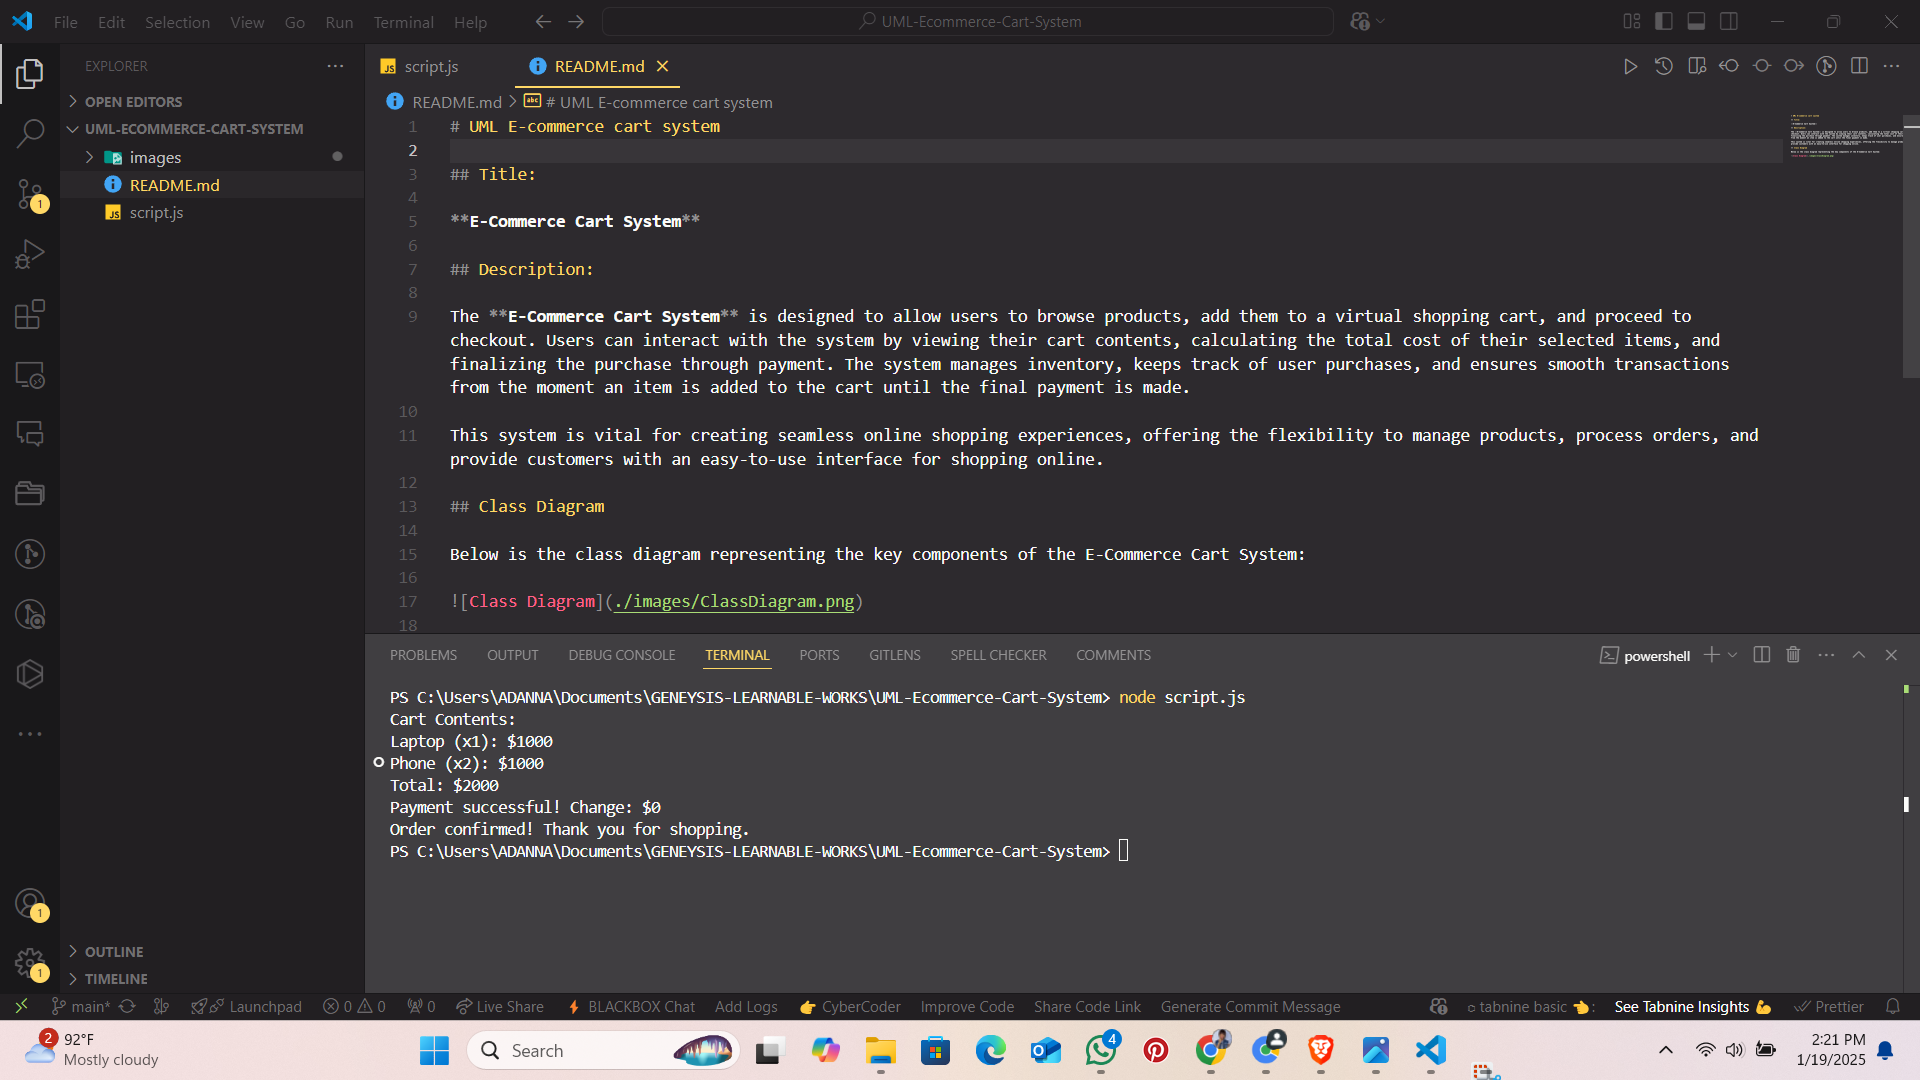 File Edit Selection View Go Run Terminal Help
UML-Ecommerce-Cart-System
EXPLORER
OPEN EDITORS
UML-ECOMMERCE-CART-SYSTEM
images
README.md
script.js
OUTLINE
TIMELINE
script.js README.md
README.md > # UML E-commerce cart system
1 # UML E-commerce cart system
2
3 ## Title:
4
5 **E-Commerce Cart System**
6
7 ## Description:
8
9 The **E-Commerce Cart System** is designed to allow users to browse products, add them to a virtual shopping cart, and proceed to
checkout. Users can interact with the system by viewing their cart contents, calculating the total cost of their selected items, and
finalizing the purchase through payment. The system manages inventory, keeps track of user purchases, and ensures smooth transactions
from the moment an item is added to the cart until the final payment is made.
10
11 This system is vital for creating seamless online shopping experiences, offering the flexibility to manage products, process orders, and
provide customers with an easy-to-use interface for shopping online.
12
13 ## Class Diagram
14
15 Below is the class diagram representing the key components of the E-Commerce Cart System:
16
17 ![Class Diagram](./images/ClassDiagram.png)
18
PROBLEMS OUTPUT DEBUG CONSOLE TERMINAL PORTS GITLENS SPELL CHECKER COMMENTS
powershell
PS C:\Users\ADANNA\Documents\GENEYSIS-LEARNABLE-WORKS\UML-Ecommerce-Cart-System> node script.js
Cart Contents:
Laptop (x1): $1000
Phone (x2): $1000
Total: $2000
Payment successful! Change: $0
Order confirmed! Thank you for shopping.
PS C:\Users\ADANNA\Documents\GENEYSIS-LEARNABLE-WORKS\UML-Ecommerce-Cart-System>
1
1
1
main* Launchpad 0 0 0 Live Share BLACKBOX Chat Add Logs CyberCoder Improve Code Share Code Link Generate Commit Message tabnine basic : See Tabnine Insights Prettier
2 92°F
Mostly cloudy
Search
4
2:21 PM
1/19/2025